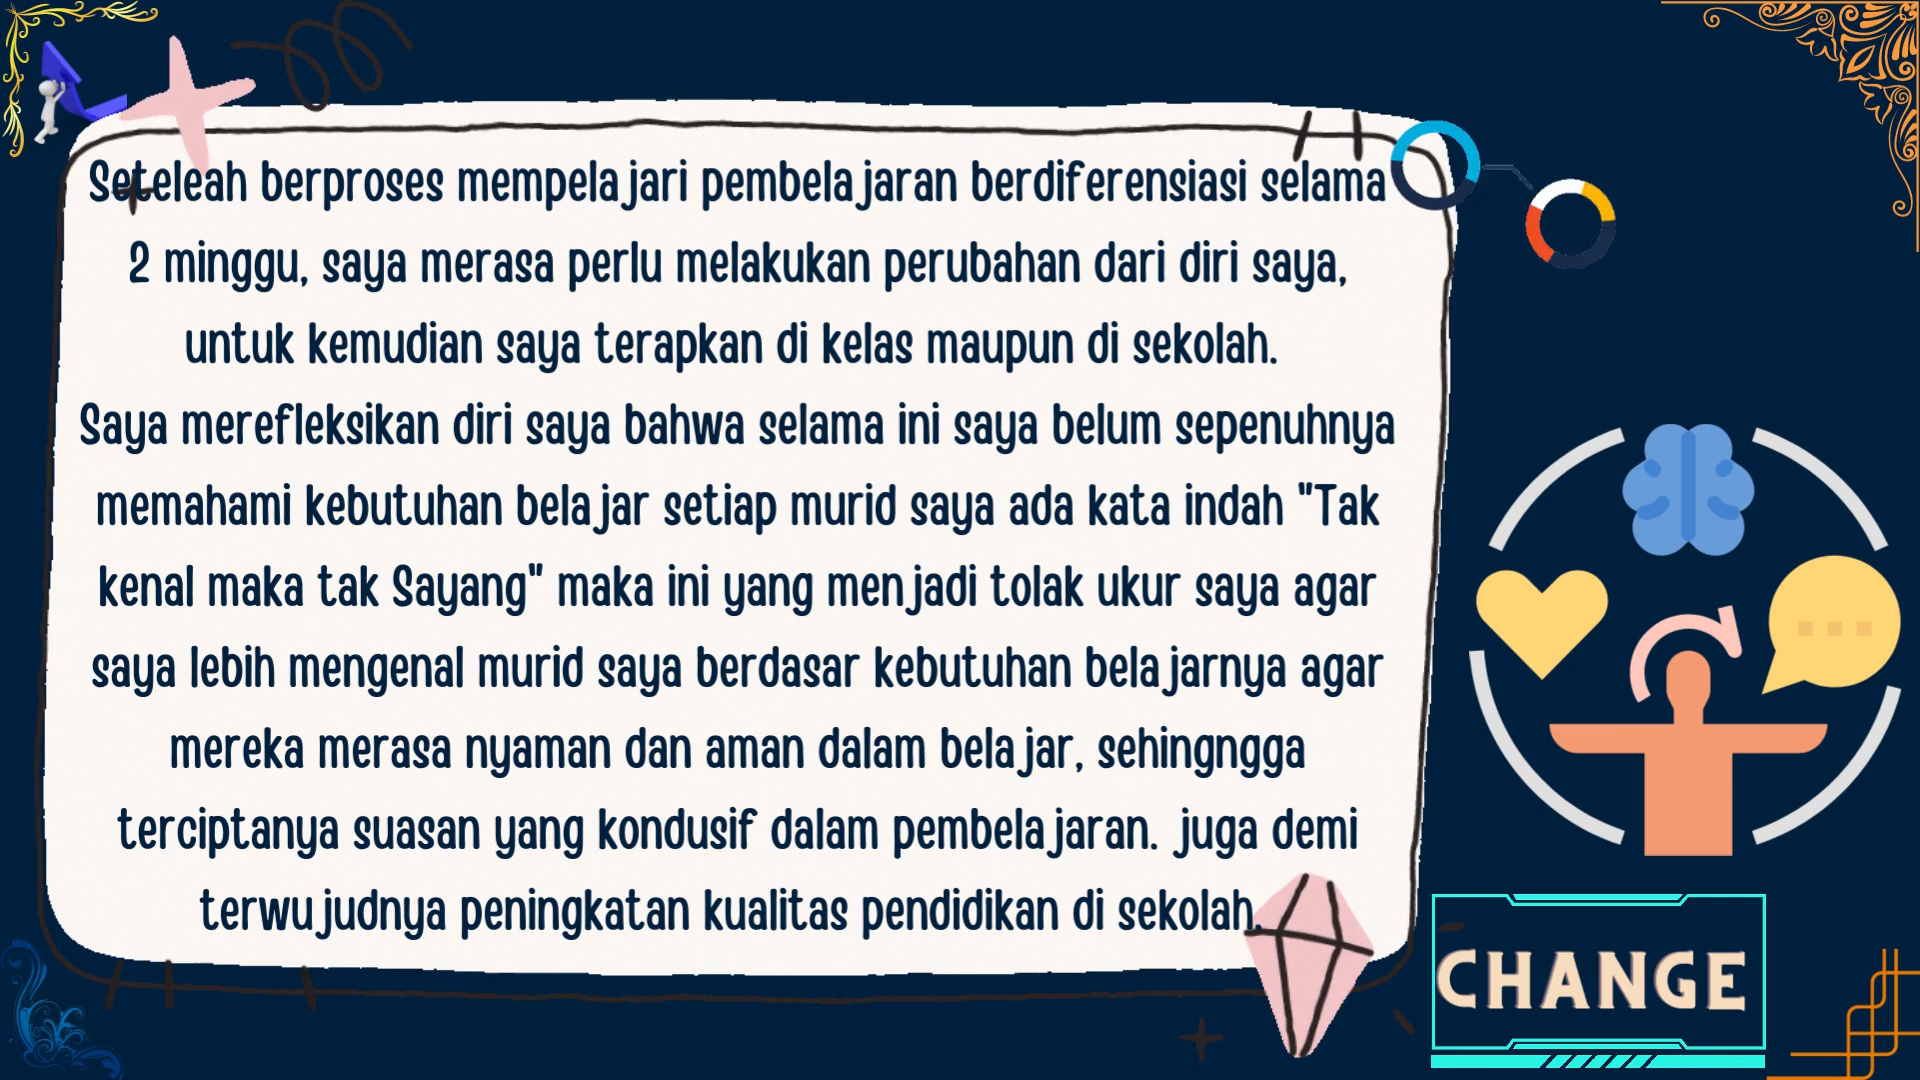 Seteleah berproses mempelajari pembelajaran berdiferensiasi selama
2 minggu, saya merasa perlu melakukan perubahan dari diri saya,
untuk kemudian saya terapkan di kelas maupun di sekolah.
Saya merefleksikan diri saya bahwa selama ini saya belum sepenuhnya
memahami kebutuhan belajar setiap murid saya ada kata indah "Tak
kenal maka tak Sayang" maka ini yang menjadi tolak ukur saya agar
saya lebih mengenal murid saya berdasar kebutuhan belajarnya agar
mereka merasa nyaman dan aman dalam belajar, sehingngga
terciptanya suasan yang kondusif dalam pembelajaran. juga demi
terwujudnya peningkatan kualitas pendidikan di sekolah.
CHANGE